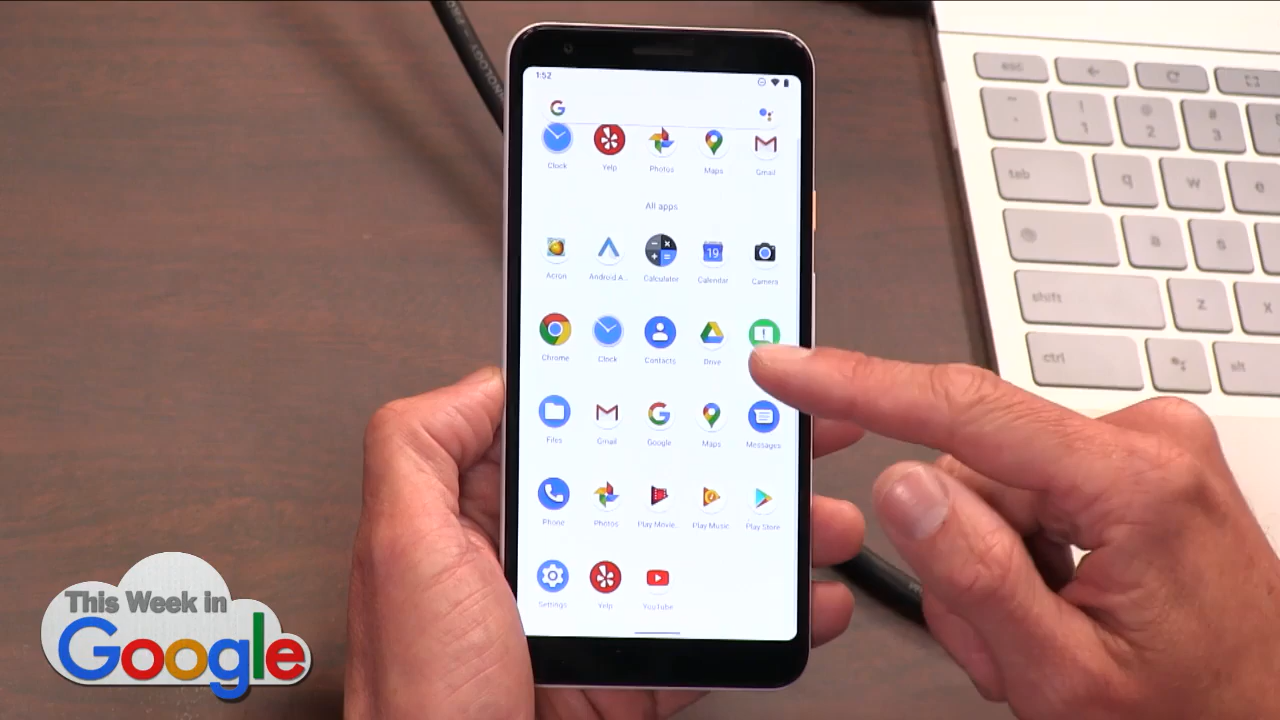 1:52
G
Clock Yelp Photos Maps Gmail
All apps
Acron Android A... Calculator Calendar Camera
19
Chrome Clock Contacts Drive
Files Gmail Google Maps Messages
Phone Photos Play Movie... Play Music Play Store
Settings Yelp YouTube
esc
~ ! 1 @ 2 # 3
tab q w e
a s
shift z x
ctrl alt
This Week in
Google